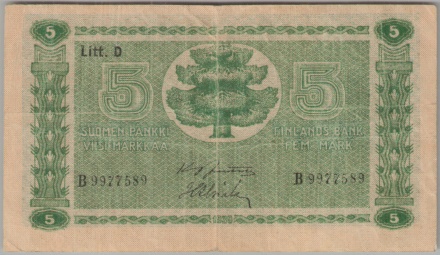 5 5
Litt. D
5 5
SUOMEN PANKKI FINLANDS BANK
VIISI MARKKAA FEM MARK
B 9977589 B 9977589
5 5